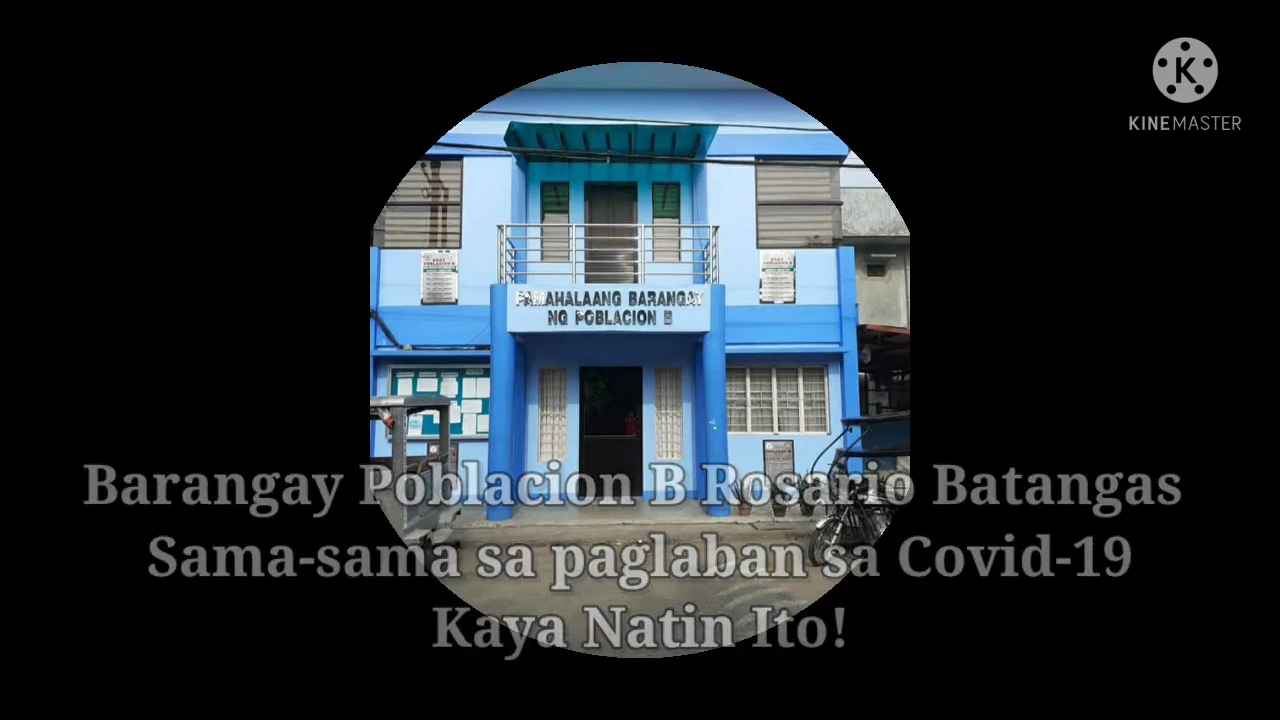 KINEMASTER
PAMAHALAANG BARANGAY
NG POBLACION B
Barangay Poblacion B Rosario Batangas
Sama-sama sa paglaban sa Covid-19
Kaya Natin Ito!